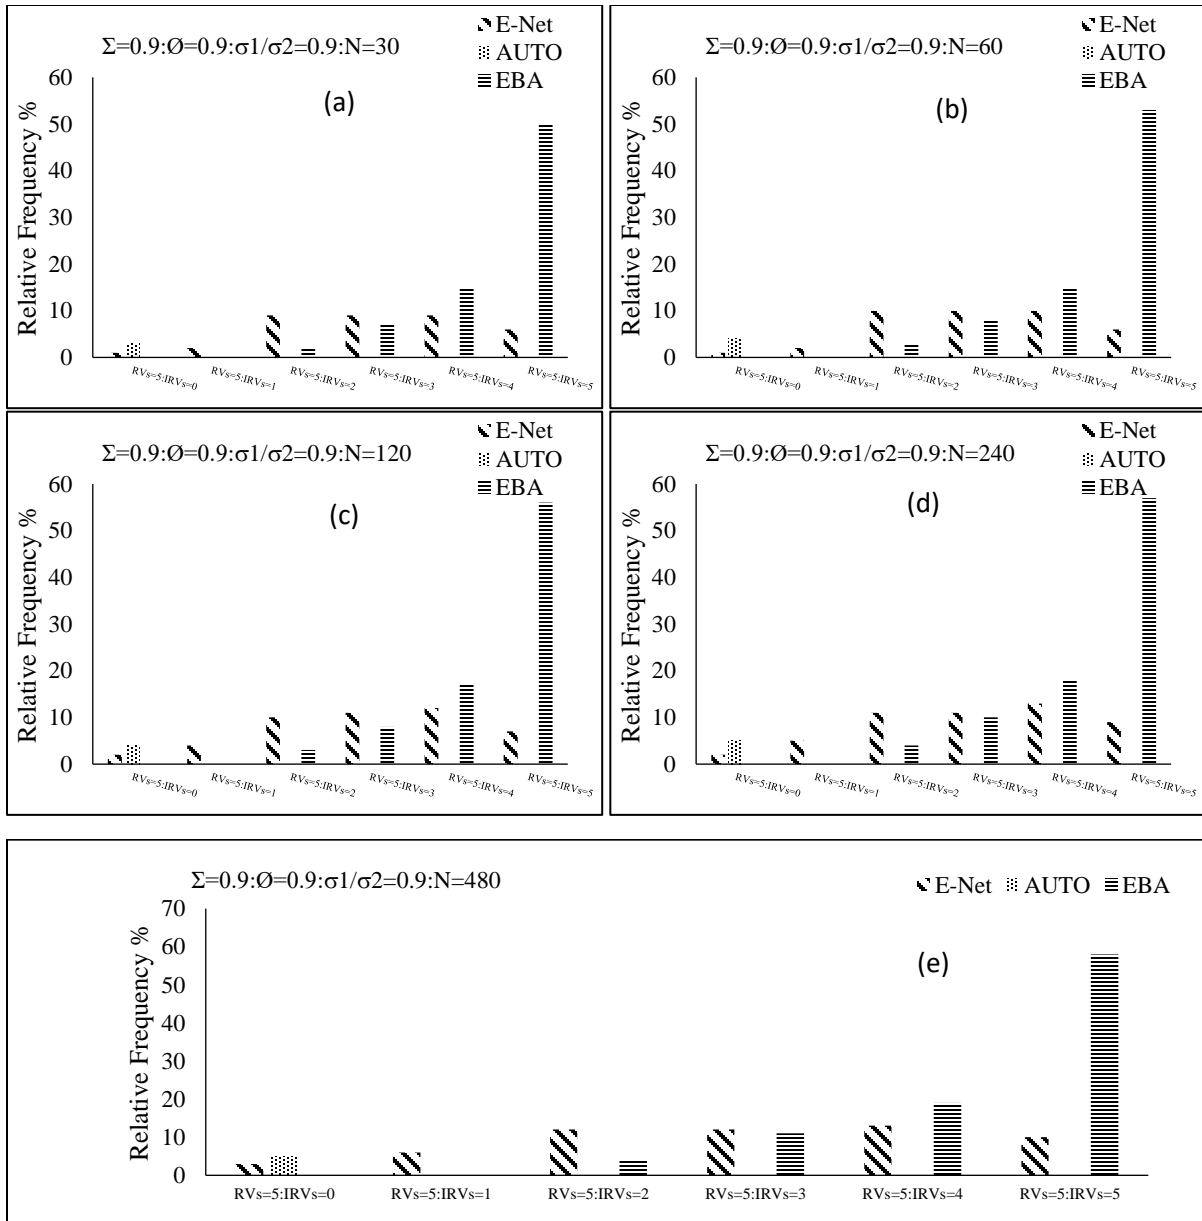 Σ=0.9:Ø=0.9:σ1/σ2=0.9:N=30
E-Net
AUTO
EBA
(a)
Relative Frequency %
60
50
40
30
20
10
0
RVs=5:IRVs=0
RVs=5:IRVs=1
RVs=5:IRVs=2
RVs=5:IRVs=3
RVs=5:IRVs=4
RVs=5:IRVs=5
Σ=0.9:Ø=0.9:σ1/σ2=0.9:N=60
E-Net
AUTO
EBA
(b)
Relative Frequency %
60
50
40
30
20
10
0
RVs=5:IRVs=0
RVs=5:IRVs=1
RVs=5:IRVs=2
RVs=5:IRVs=3
RVs=5:IRVs=4
RVs=5:IRVs=5
Σ=0.9:Ø=0.9:σ1/σ2=0.9:N=120
E-Net
AUTO
EBA
(c)
Relative Frequency %
60
50
40
30
20
10
0
RVs=5:IRVs=0
RVs=5:IRVs=1
RVs=5:IRVs=2
RVs=5:IRVs=3
RVs=5:IRVs=4
RVs=5:IRVs=5
Σ=0.9:Ø=0.9:σ1/σ2=0.9:N=240
E-Net
AUTO
EBA
(d)
Relative Frequency %
60
50
40
30
20
10
0
RVs=5:IRVs=0
RVs=5:IRVs=1
RVs=5:IRVs=2
RVs=5:IRVs=3
RVs=5:IRVs=4
RVs=5:IRVs=5
Σ=0.9:Ø=0.9:σ1/σ2=0.9:N=480
E-Net AUTO EBA
(e)
Relative Frequency %
70
60
50
40
30
20
10
0
RVs=5:IRVs=0 RVs=5:IRVs=1 RVs=5:IRVs=2 RVs=5:IRVs=3 RVs=5:IRVs=4 RVs=5:IRVs=5